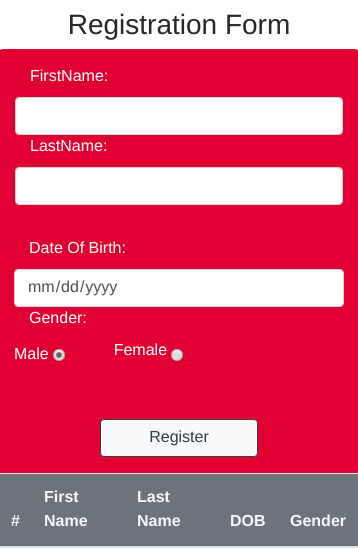 Registration Form
FirstName:
LastName:
Date Of Birth:
mm/dd/yyyy
Gender:
Male Female
Register
# First Name Last Name DOB Gender